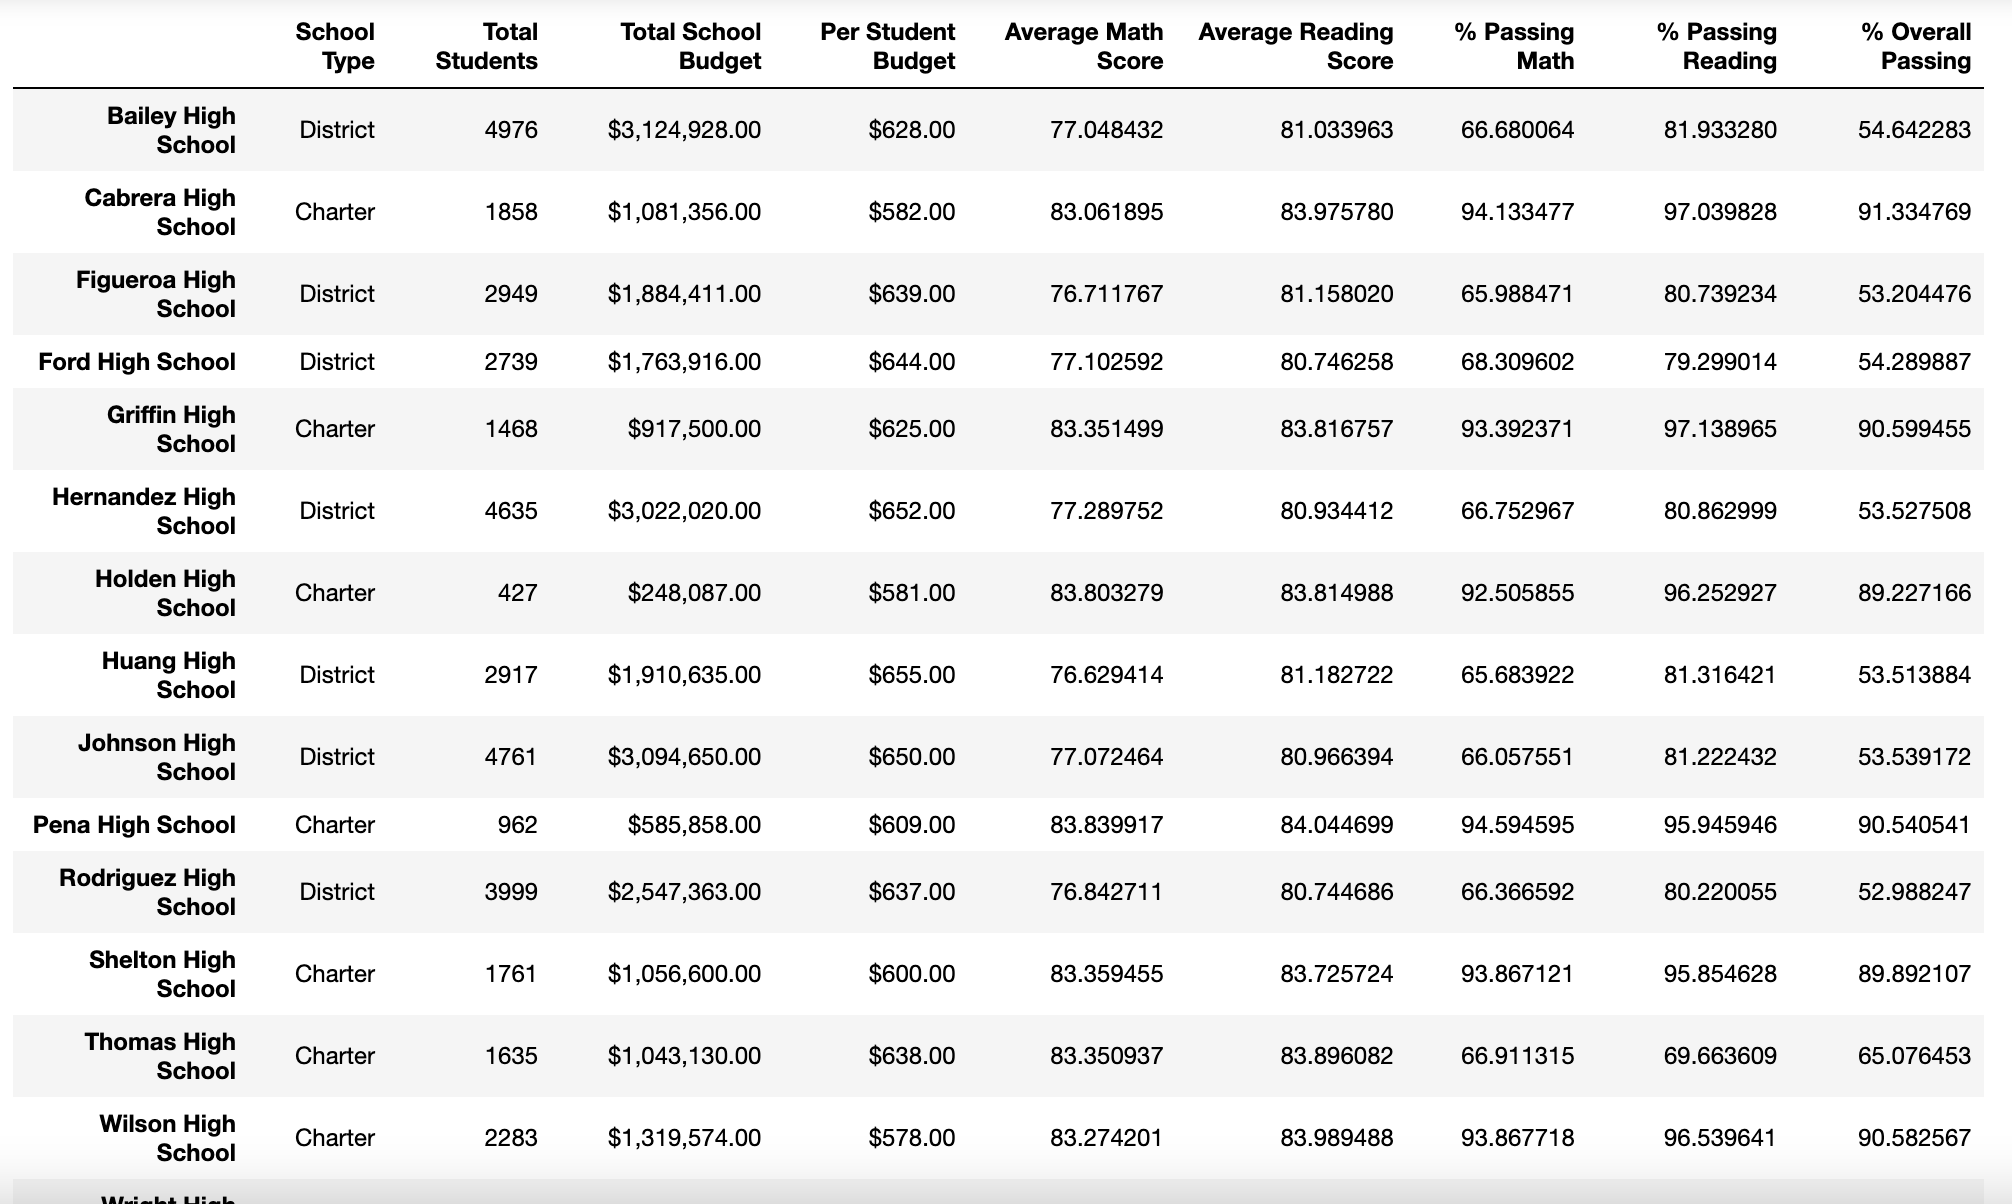 School Type Total Students Total School Budget Per Student Budget Average Math Score Average Reading Score % Passing Math % Passing Reading % Overall Passing
Bailey High School District 4976 $3,124,928.00 $628.00 77.048432 81.033963 66.680064 81.933280 54.642283
Cabrera High School Charter 1858 $1,081,356.00 $582.00 83.061895 83.975780 94.133477 97.039828 91.334769
Figueroa High School District 2949 $1,884,411.00 $639.00 76.711767 81.158020 65.988471 80.739234 53.204476
Ford High School District 2739 $1,763,916.00 $644.00 77.102592 80.746258 68.309602 79.299014 54.289887
Griffin High School Charter 1468 $917,500.00 $625.00 83.351499 83.816757 93.392371 97.138965 90.599455
Hernandez High School District 4635 $3,022,020.00 $652.00 77.289752 80.934412 66.752967 80.862999 53.527508
Holden High School Charter 427 $248,087.00 $581.00 83.803279 83.814988 92.505855 96.252927 89.227166
Huang High School District 2917 $1,910,635.00 $655.00 76.629414 81.182722 65.683922 81.316421 53.513884
Johnson High School District 4761 $3,094,650.00 $650.00 77.072464 80.966394 66.057551 81.222432 53.539172
Pena High School Charter 962 $585,858.00 $609.00 83.839917 84.044699 94.594595 95.945946 90.540541
Rodriguez High School District 3999 $2,547,363.00 $637.00 76.842711 80.744686 66.366592 80.220055 52.988247
Shelton High School Charter 1761 $1,056,600.00 $600.00 83.359455 83.725724 93.867121 95.854628 89.892107
Thomas High School Charter 1635 $1,043,130.00 $638.00 83.350937 83.896082 66.911315 69.663609 65.076453
Wilson High School Charter 2283 $1,319,574.00 $578.00 83.274201 83.989488 93.867718 96.539641 90.582567
Wright High